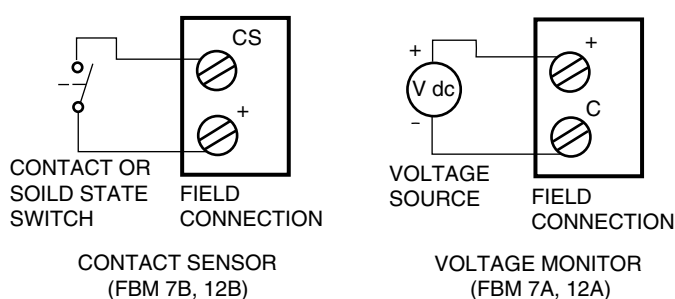 CS
+
CONTACT OR
SOILD STATE
SWITCH
FIELD
CONNECTION
CONTACT SENSOR
(FBM 7B, 12B)
+
V dc
−
+
C
VOLTAGE
SOURCE
FIELD
CONNECTION
VOLTAGE MONITOR
(FBM 7A, 12A)